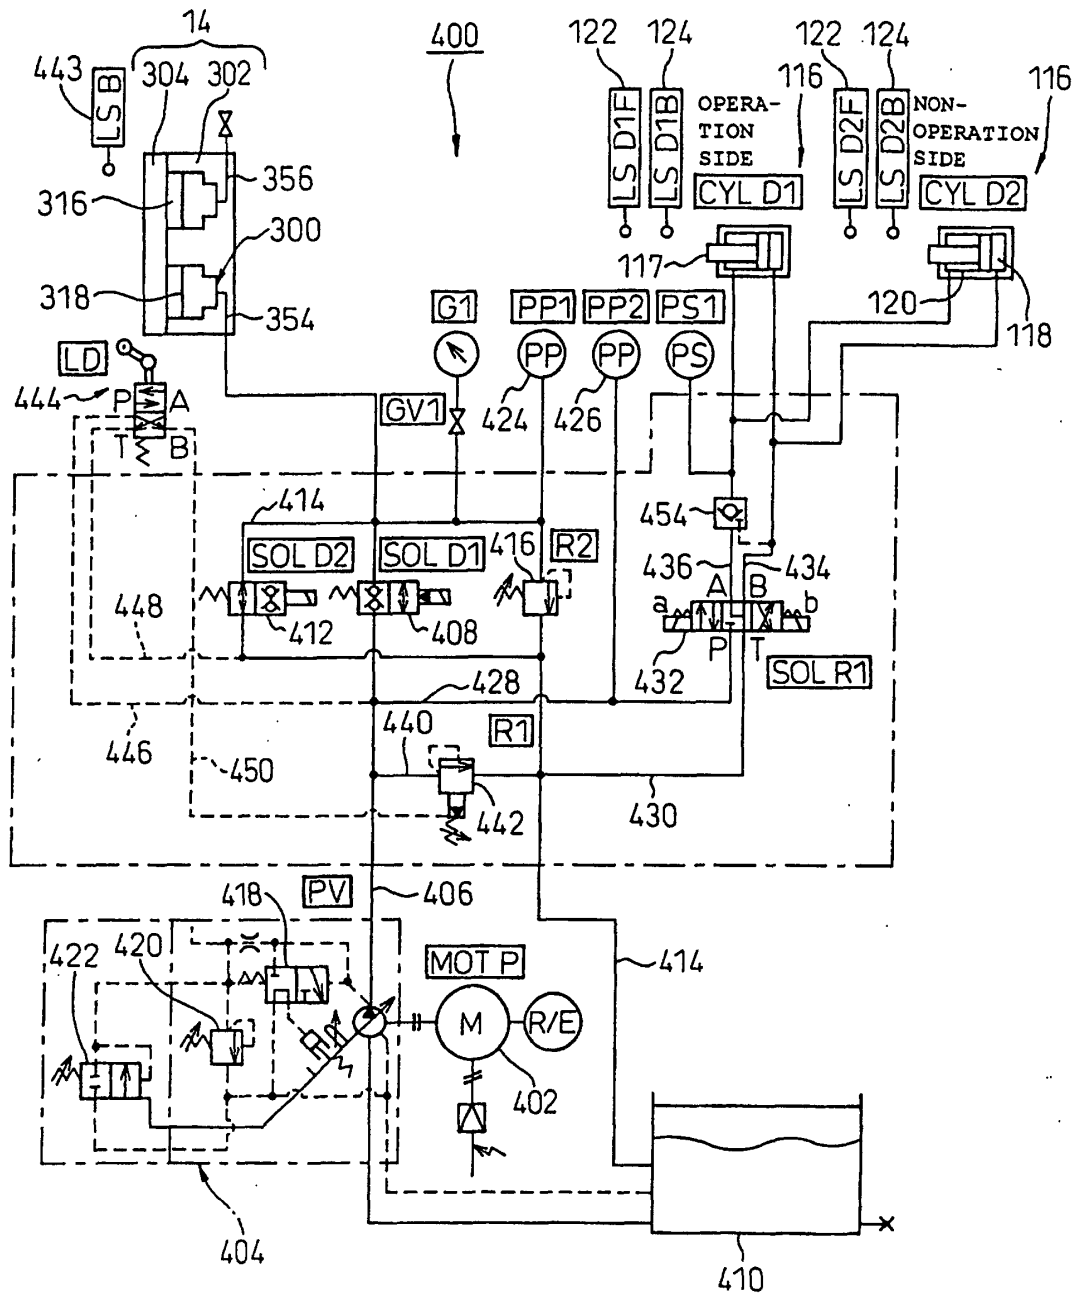 14
400
122
124
122
124
443
LS B
304
302
116
116
LS D1F
LS D1B
OPERA-
TION
SIDE
LS D2F
LS D2B
NON-
OPERATION
SIDE
356
CYL D1
CYL D2
316
300
117
318
354
G1
PP1
PP2
PS1
120
118
LD
PP
PP
PS
444
P
A
GV1
424
426
T
B
414
454
SOL D2
SOL D1
416
R2
436
434
A
B
a
b
448
412
408
432
P
T
SOL R1
428
446
450
440
R1
442
430
PV
406
418
422
420
MOT P
414
M
R/E
402
404
410